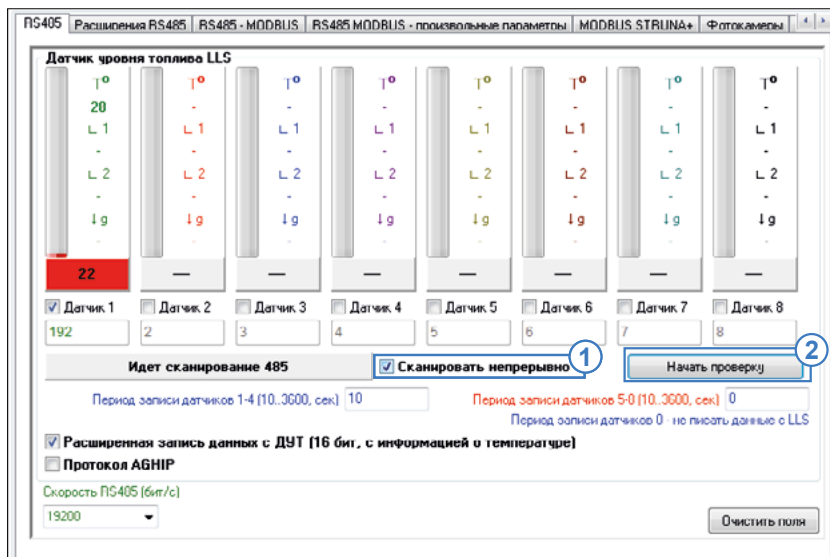 RS485 Расширения RS485 RS485 - MODBUS RS485 MODBUS - произвольные параметры MODBUS STRUNA+ Фотокамеры
Датчик уровня топлива LLS
T° T° T° T° T° T° T° T°
20 - - - - - - -
L 1 L 1 L 1 L 1 L 1 L 1 L 1 L 1
- - - - - - - -
L 2 L 2 L 2 L 2 L 2 L 2 L 2 L 2
- - - - - - - -
↓g ↓g ↓g ↓g ↓g ↓g ↓g ↓g
- - - - - - - -
22 — — — — — — —
Датчик 1 Датчик 2 Датчик 3 Датчик 4 Датчик 5 Датчик 6 Датчик 7 Датчик 8
192 2 3 4 5 6 7 8
Идет сканирование 485 Сканировать непрерывно 1 Начать проверку 2
Период записи датчиков 1-4 (10..3600, сек) 10 Период записи датчиков 5-8 (10..3600, сек) 0
Период записи датчиков 0 - не писать данные с LLS
Расширенная запись данных с ДУТ (16 бит, с информацией о температуре)
Протокол AGHIP
Скорость RS485 (бит/с)
19200 Очистить поля